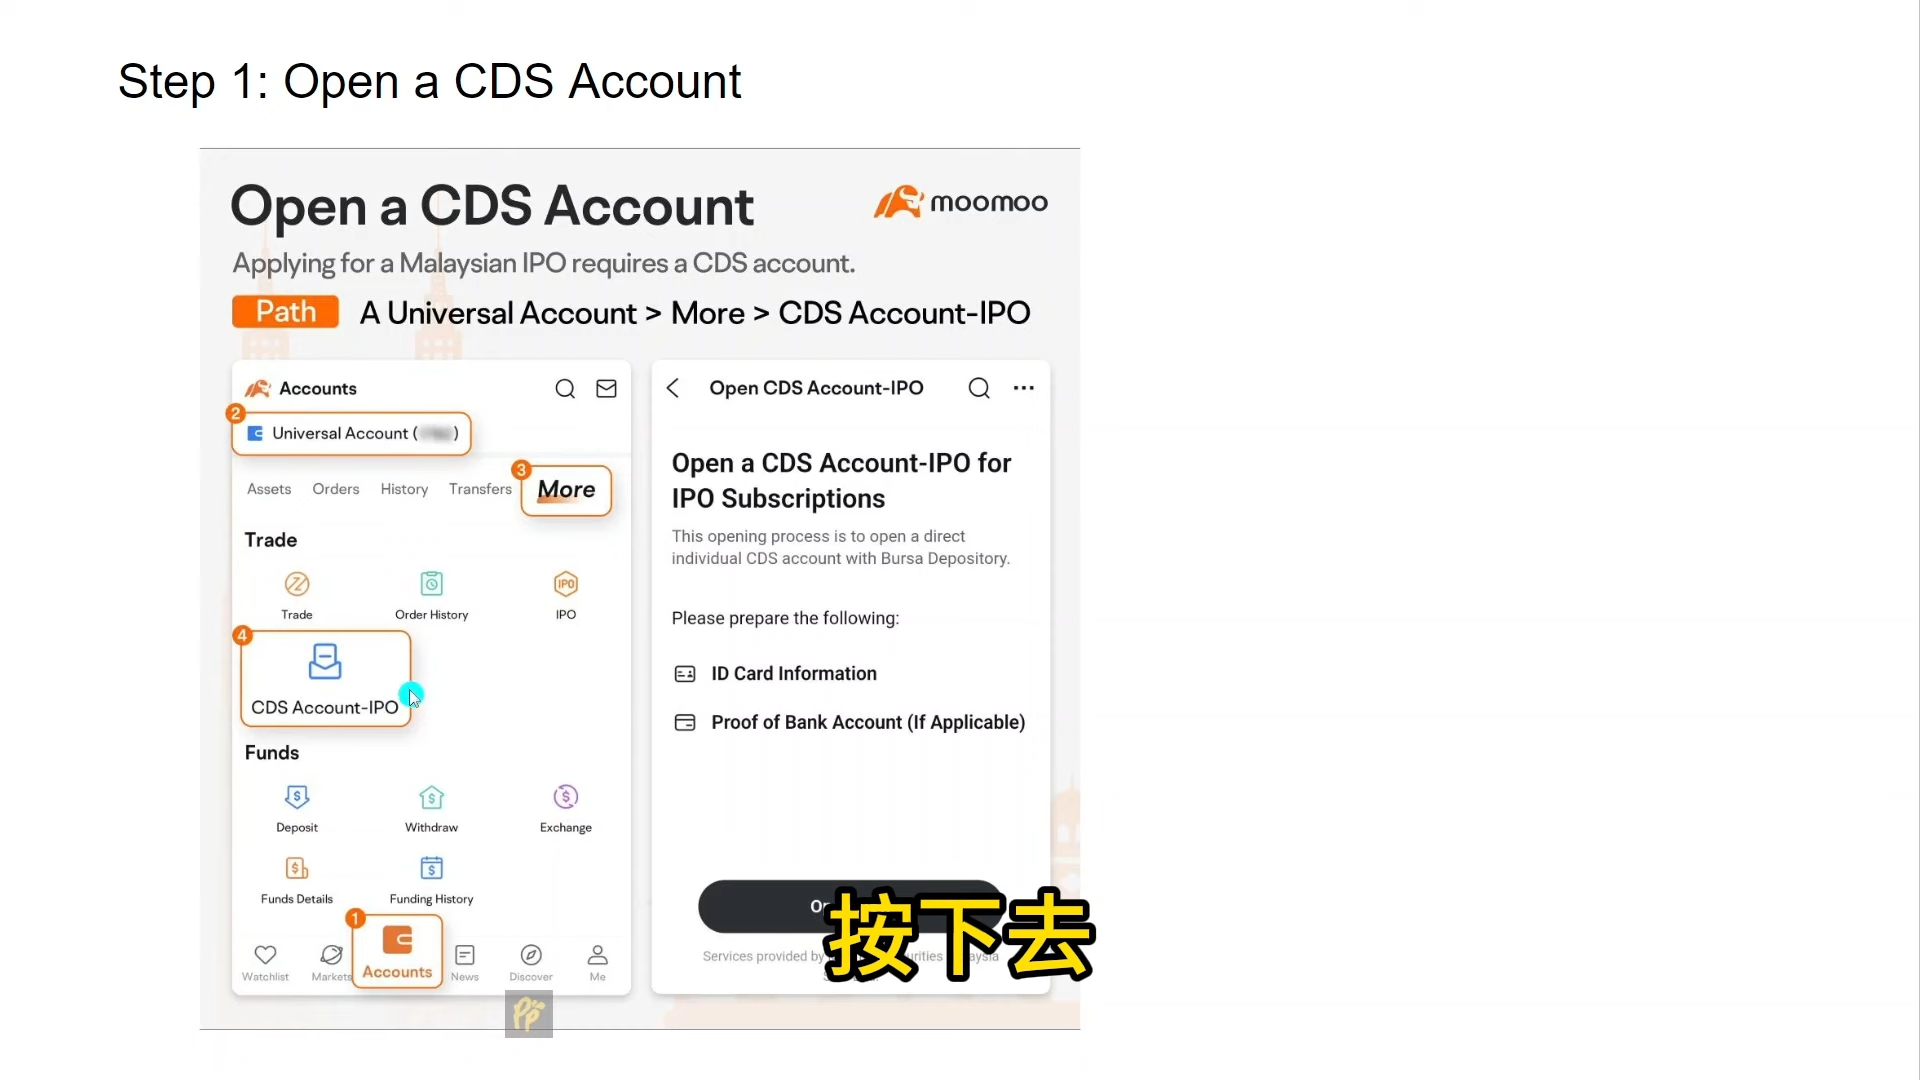 Step 1: Open a CDS Account
Open a CDS Account
moomoo
Applying for a Malaysian IPO requires a CDS account.
Path A Universal Account > More > CDS Account-IPO
Accounts
2
Universal Account ( )
3
Assets Orders History Transfers More
Trade
IPO
Trade Order History IPO
4
CDS Account-IPO
Funds
Deposit Withdraw Exchange
Funds Details Funding History
1
Watchlist Markets Accounts News Discover Me
Open CDS Account-IPO
Open a CDS Account-IPO for
IPO Subscriptions
This opening process is to open a direct
individual CDS account with Bursa Depository.
Please prepare the following:
ID Card Information
Proof of Bank Account (If Applicable)
按下去
Services provided by